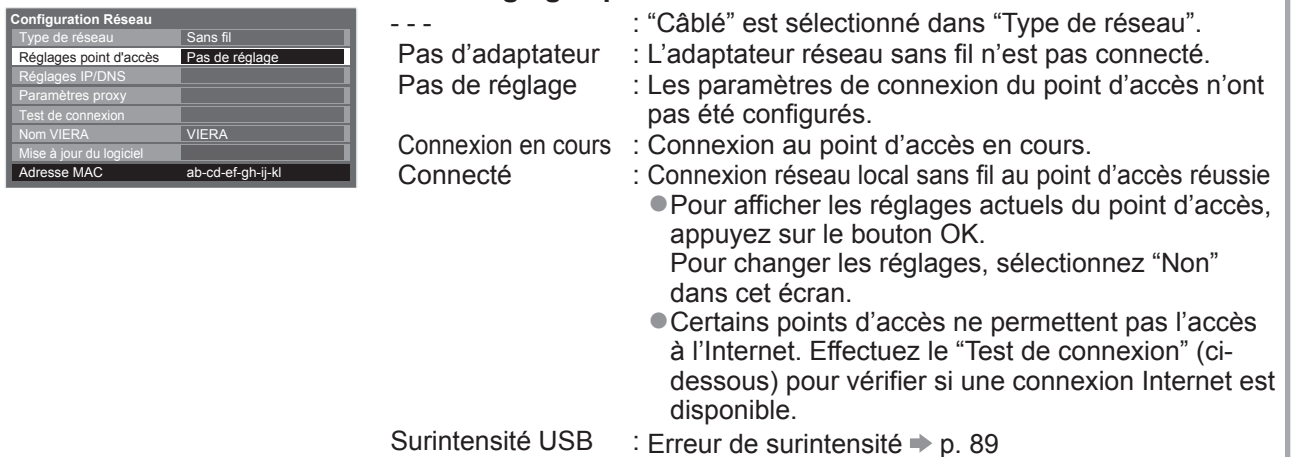 Configuration Réseau
Type de réseau Sans fil
Réglages point d'accès Pas de réglage
Réglages IP/DNS
Paramètres proxy
Test de connexion
Nom VIERA VIERA
Mise à jour du logiciel
Adresse MAC ab-cd-ef-gh-ij-kl
- - - : “Câblé” est sélectionné dans “Type de réseau”.
Pas d’adaptateur : L’adaptateur réseau sans fil n’est pas connecté.
Pas de réglage : Les paramètres de connexion du point d’accès n’ont
pas été configurés.
Connexion en cours : Connexion au point d’accès en cours.
Connecté : Connexion réseau local sans fil au point d’accès réussie
●Pour afficher les réglages actuels du point d’accès,
appuyez sur le bouton OK.
Pour changer les réglages, sélectionnez “Non”
dans cet écran.
●Certains points d’accès ne permettent pas l’accès
à l’Internet. Effectuez le “Test de connexion” (ci-
dessous) pour vérifier si une connexion Internet est
disponible.
Surintensité USB : Erreur de surintensité ➡ p. 89